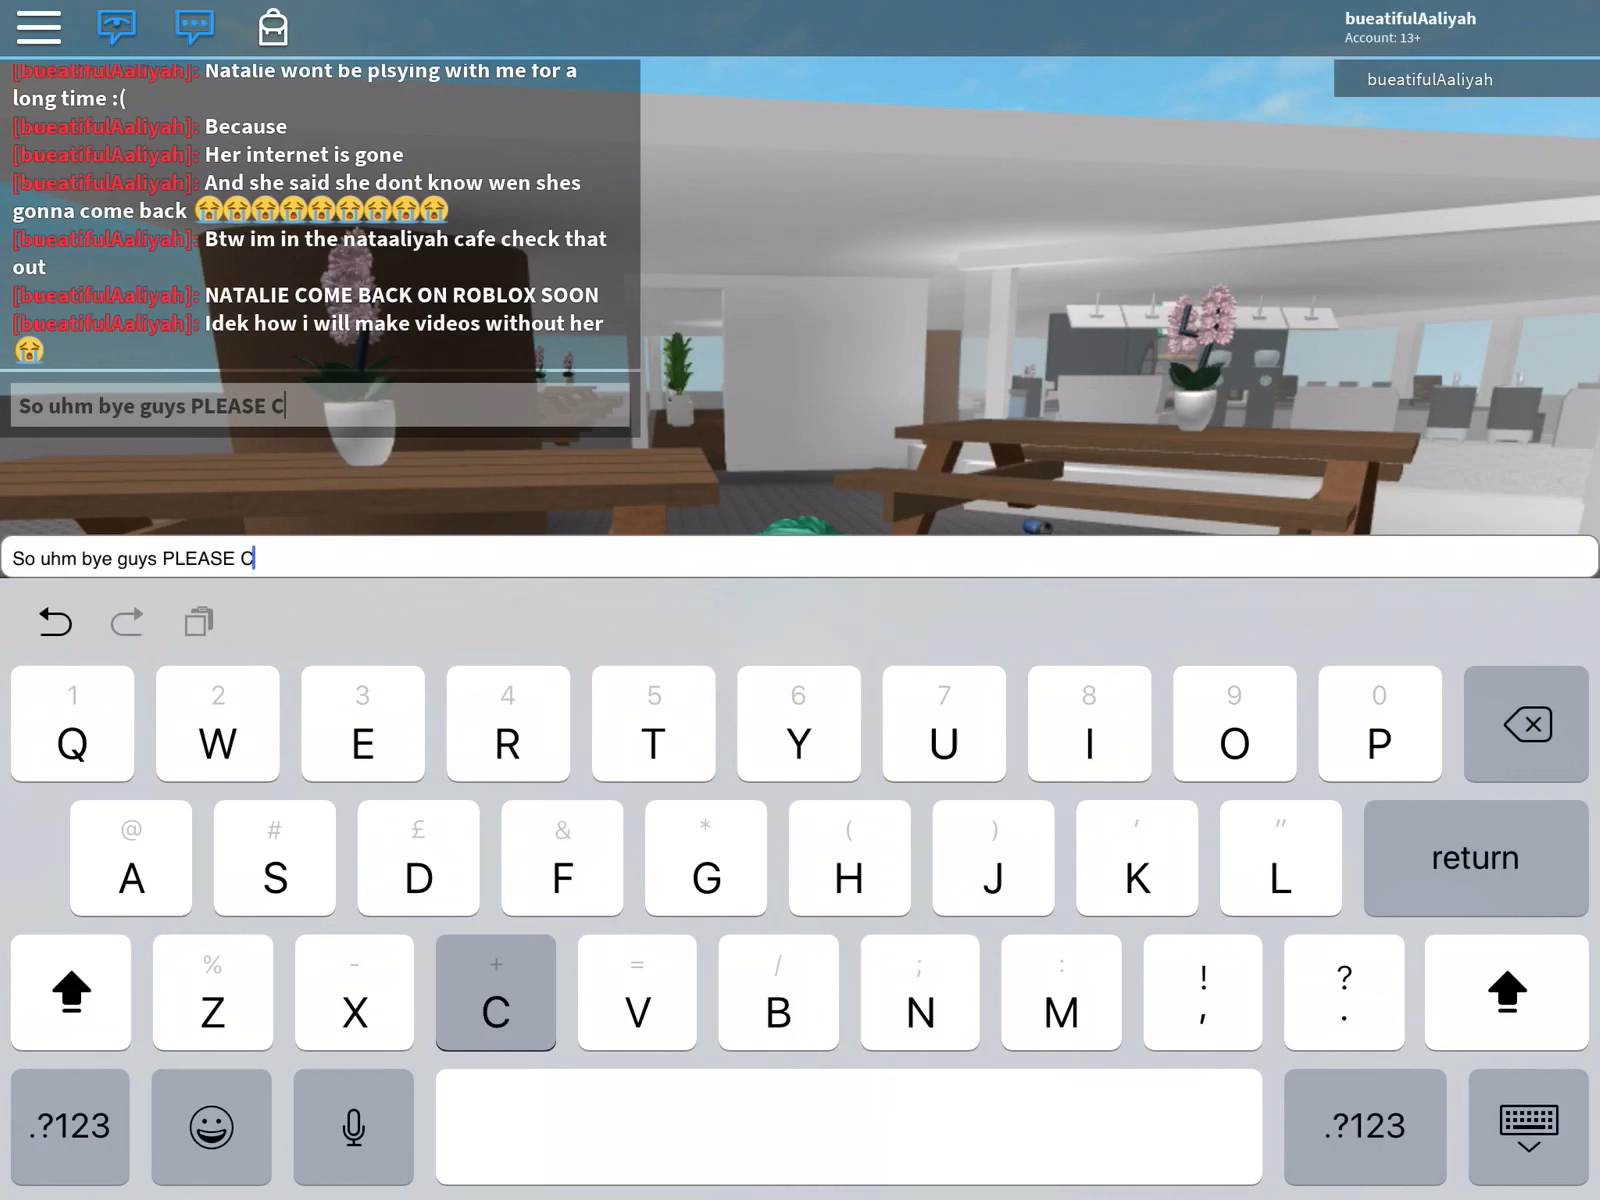 bueatifulAaliyah
Account: 13+
bueatifulAaliyah
[bueatifulAaliyah]: Natalie wont be plsying with me for a
long time :(
[bueatifulAaliyah]: Because
[bueatifulAaliyah]: Her internet is gone
[bueatifulAaliyah]: And she said she dont know wen shes
gonna come back 😭😭😭😭😭😭😭😭😭
[bueatifulAaliyah]: Btw im in the nataaliyah cafe check that
out
[bueatifulAaliyah]: NATALIE COME BACK ON ROBLOX SOON
[bueatifulAaliyah]: Idek how i will make videos without her
😭
So uhm bye guys PLEASE C
So uhm bye guys PLEASE C
1 2 3 4 5 6 7 8 9 0
Q W E R T Y U I O P
@ # £ & * ( ) ' "
A S D F G H J K L return
% - + = / ; : ! ?
Z X C V B N M , .
.?123 .?123